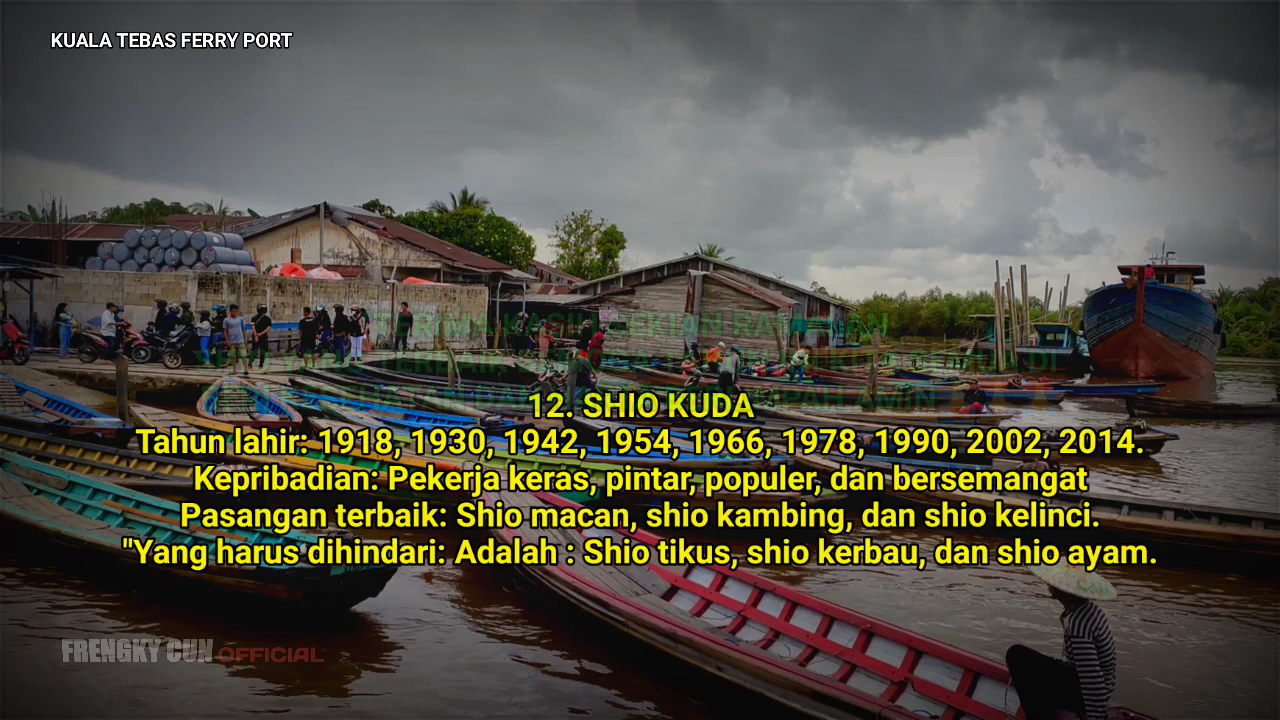 KUALA TEBAS FERRY PORT
12. SHIO KUDA
Tahun lahir: 1918, 1930, 1942, 1954, 1966, 1978, 1990, 2002, 2014.
Kepribadian: Pekerja keras, pintar, populer, dan bersemangat
Pasangan terbaik: Shio macan, shio kambing, dan shio kelinci.
"Yang harus dihindari: Adalah : Shio tikus, shio kerbau, dan shio ayam.
FRENGKY CUN OFFICIAL